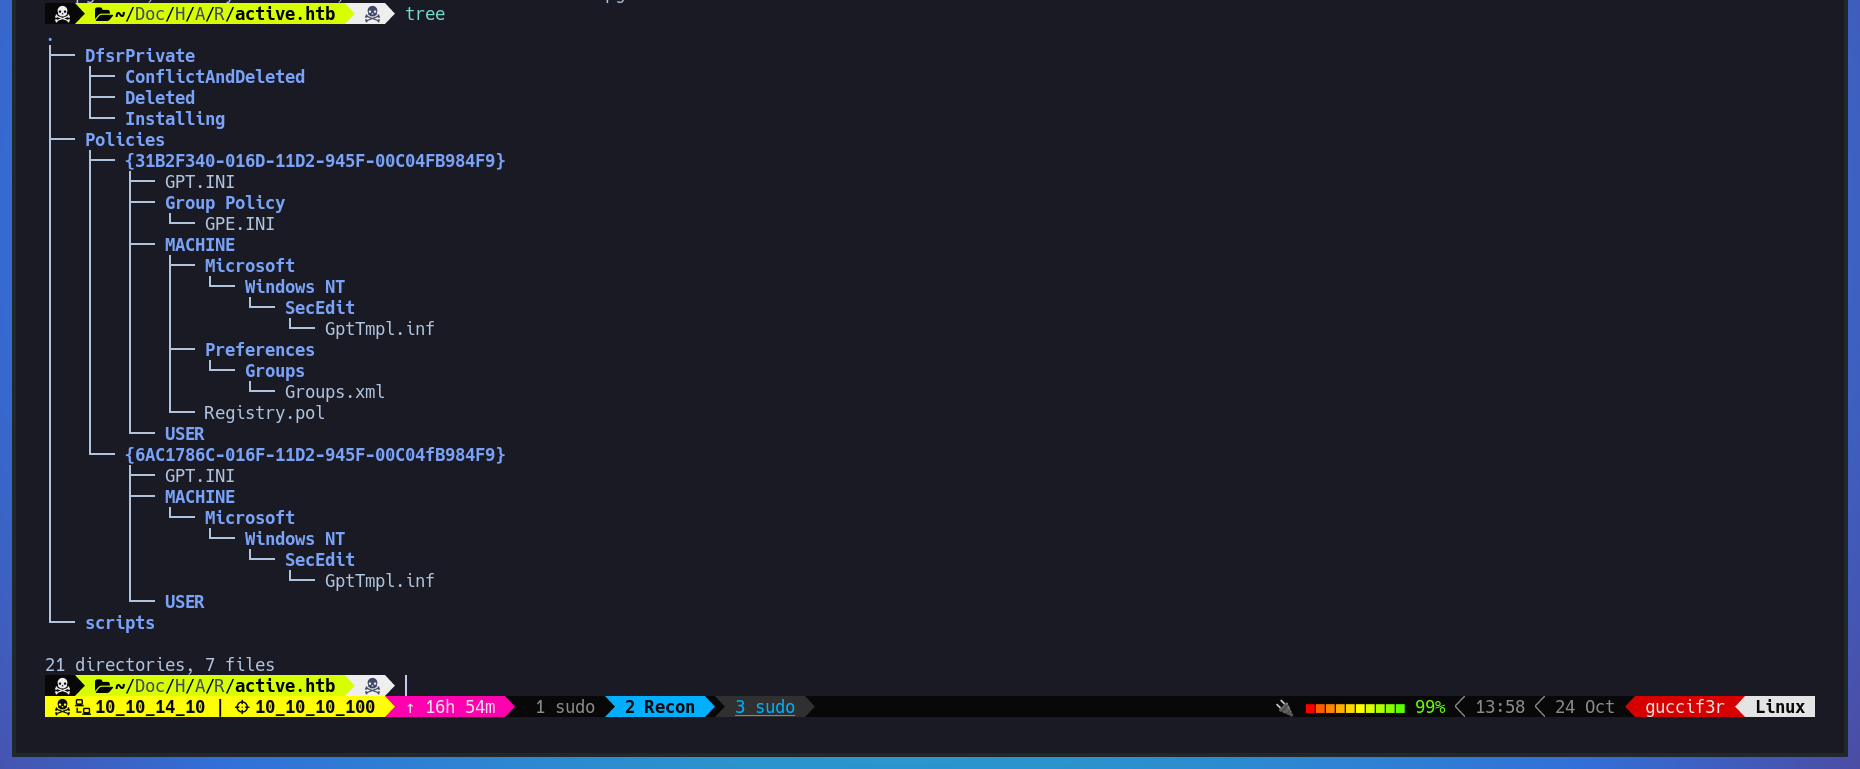 ~/Doc/H/A/R/active.htb tree
.
├── DfsrPrivate
│   ├── ConflictAndDeleted
│   ├── Deleted
│   └── Installing
├── Policies
│   ├── {31B2F340-016D-11D2-945F-00C04FB984F9}
│   │   ├── GPT.INI
│   │   ├── Group Policy
│   │   │   └── GPE.INI
│   │   ├── MACHINE
│   │   │   ├── Microsoft
│   │   │   │   └── Windows NT
│   │   │   │       └── SecEdit
│   │   │   │           └── GptTmpl.inf
│   │   │   ├── Preferences
│   │   │   │   └── Groups
│   │   │   │       └── Groups.xml
│   │   │   └── Registry.pol
│   │   └── USER
│   └── {6AC1786C-016F-11D2-945F-00C04fB984F9}
│       ├── GPT.INI
│       ├── MACHINE
│       │   └── Microsoft
│       │       └── Windows NT
│       │           └── SecEdit
│       │               └── GptTmpl.inf
│       └── USER
└── scripts
21 directories, 7 files
~/Doc/H/A/R/active.htb
10_10_14_10 | 10_10_10_100 ↑ 16h 54m 1 sudo 2 Recon 3 sudo 99% 13:58 24 Oct guccif3r Linux